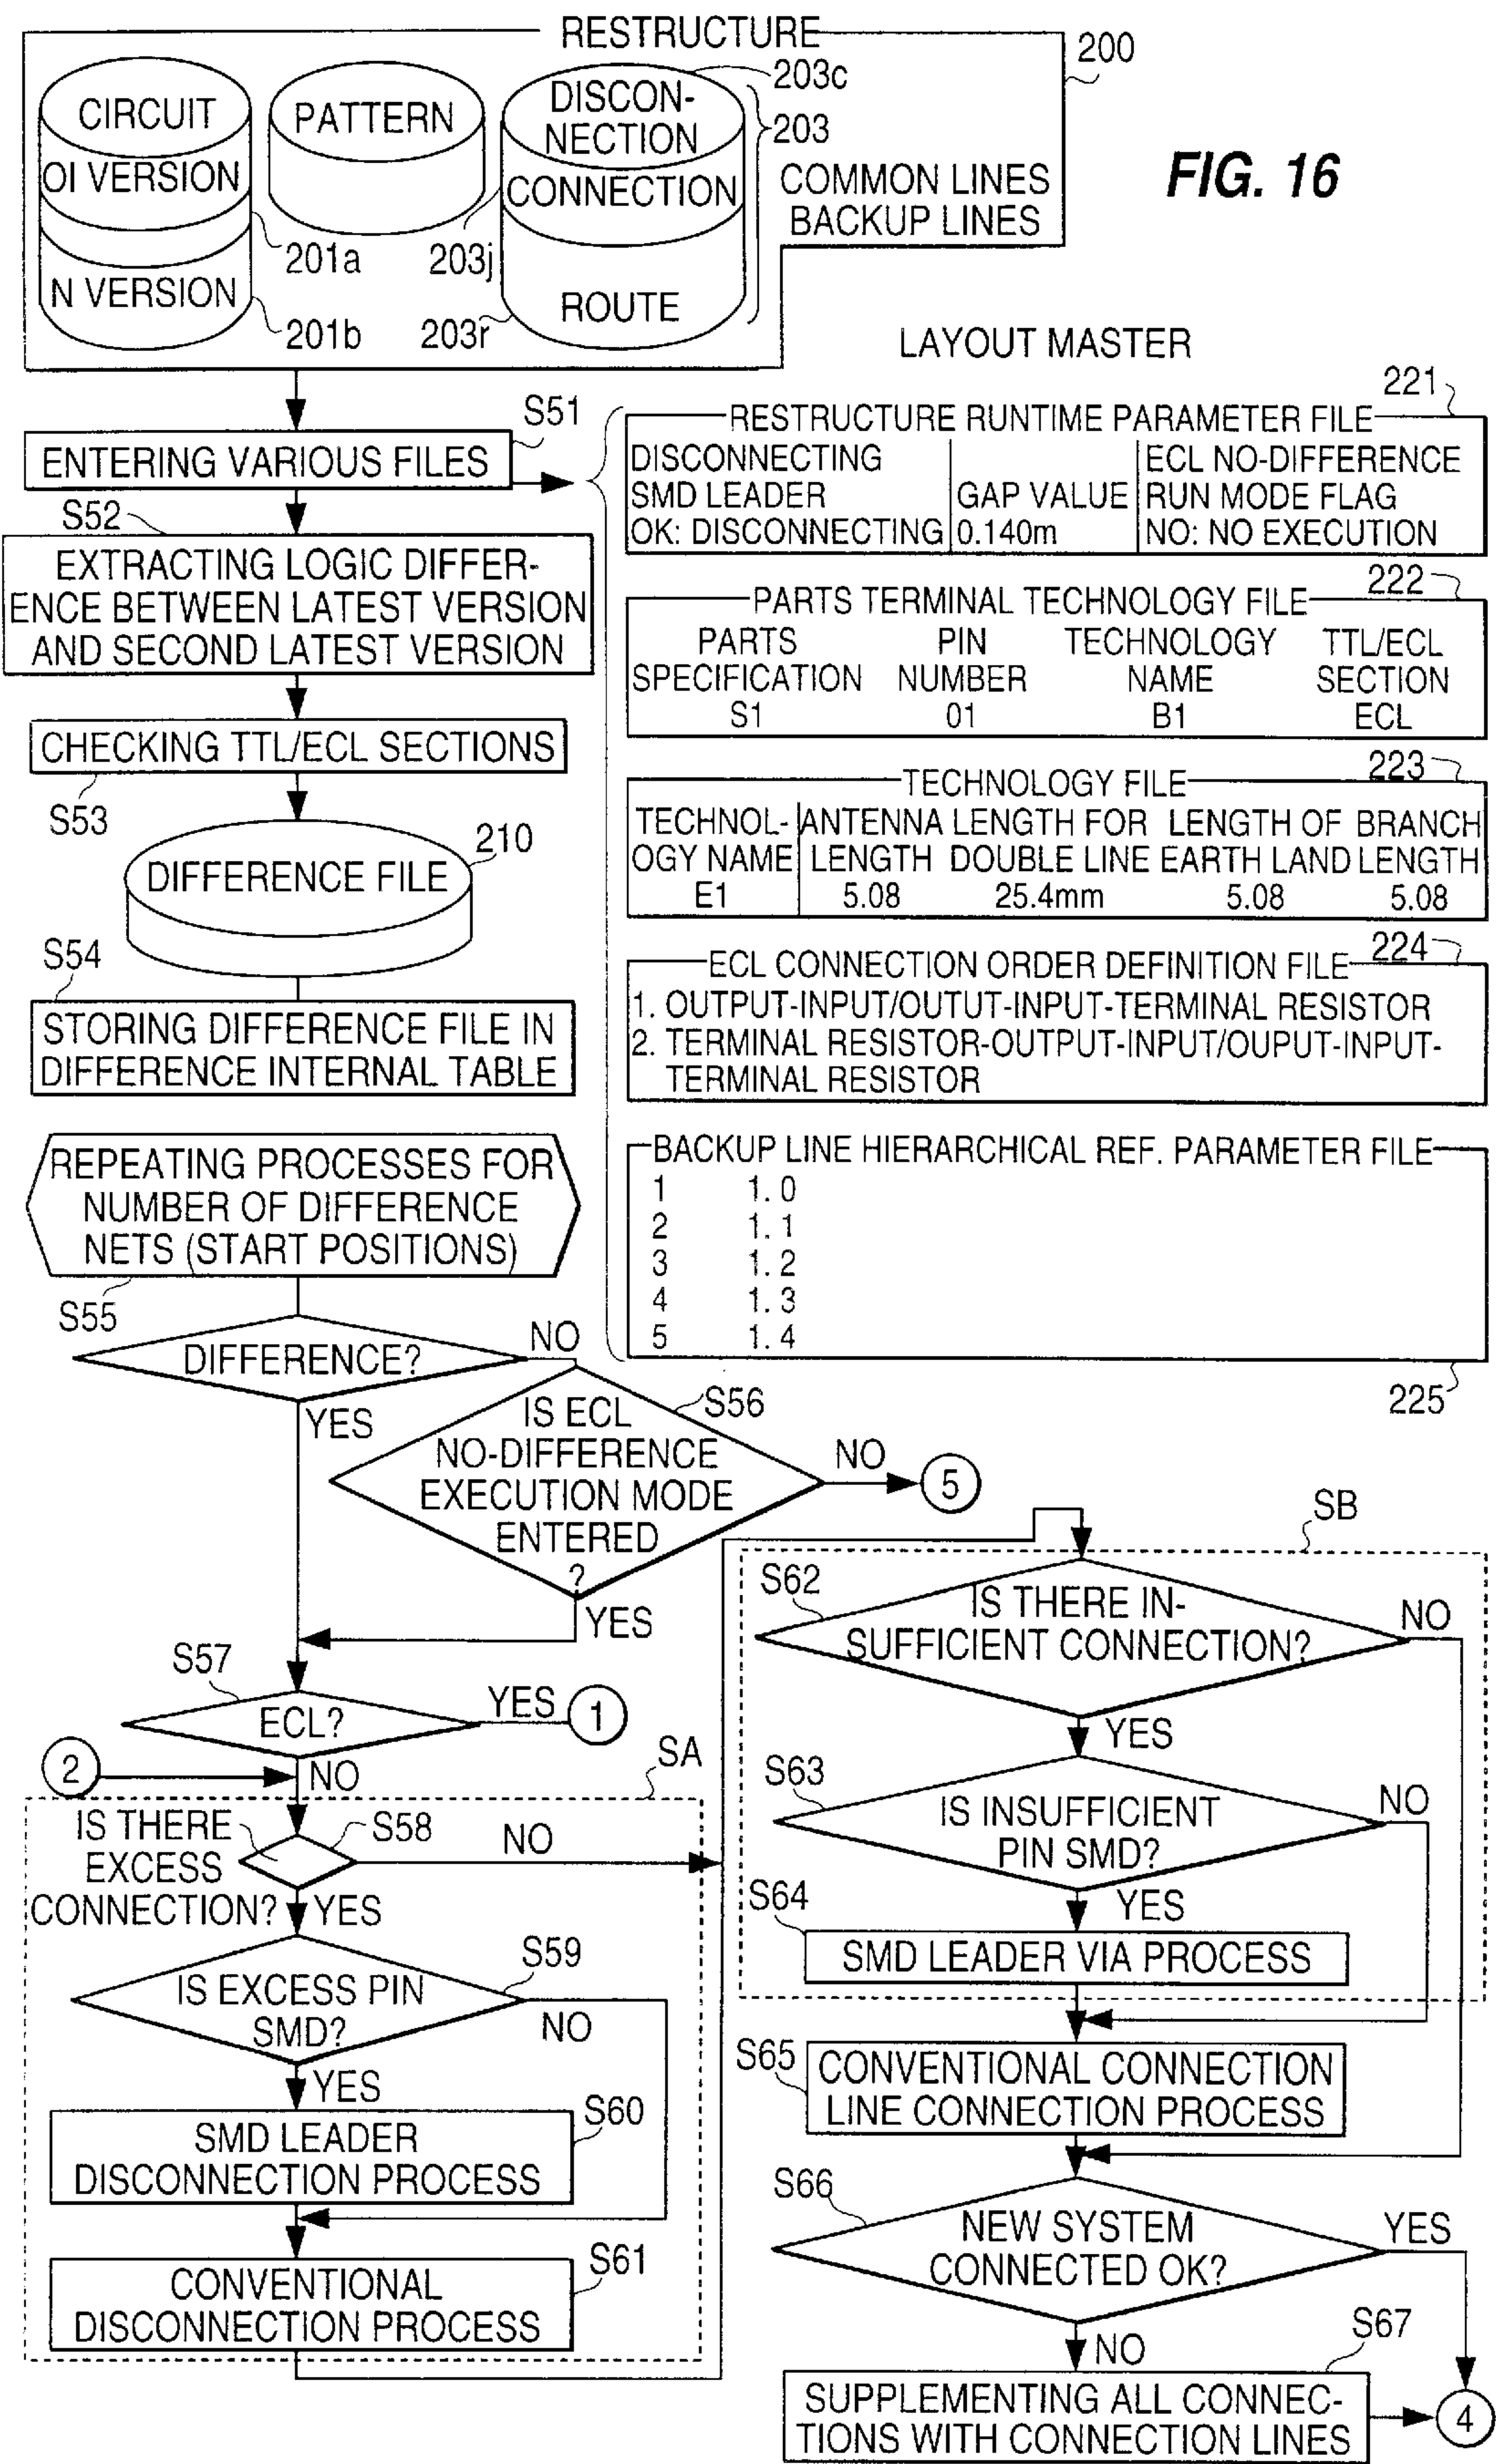 RESTRUCTURE
200
CIRCUIT
OI VERSION
N VERSION
201a
201b
PATTERN
DISCON-
NECTION
CONNECTION
ROUTE
203c
203
203j
203r
COMMON LINES
BACKUP LINES
FIG. 16
LAYOUT MASTER
S51
ENTERING VARIOUS FILES
S52
EXTRACTING LOGIC DIFFER-
ENCE BETWEEN LATEST VERSION
AND SECOND LATEST VERSION
CHECKING TTL/ECL SECTIONS
S53
210
DIFFERENCE FILE
S54
STORING DIFFERENCE FILE IN
DIFFERENCE INTERNAL TABLE
REPEATING PROCESSES FOR
NUMBER OF DIFFERENCE
NETS (START POSITIONS)
S55
221
RESTRUCTURE RUNTIME PARAMETER FILE
DISCONNECTING ECL NO-DIFFERENCE
SMD LEADER GAP VALUE RUN MODE FLAG
OK: DISCONNECTING 0.140m NO: NO EXECUTION
222
PARTS TERMINAL TECHNOLOGY FILE
PARTS PIN TECHNOLOGY TTL/ECL
SPECIFICATION NUMBER NAME SECTION
S1 01 B1 ECL
223
TECHNOLOGY FILE
TECHNOL- ANTENNA LENGTH FOR LENGTH OF BRANCH
OGY NAME LENGTH DOUBLE LINE EARTH LAND LENGTH
E1 5.08 25.4mm 5.08 5.08
224
ECL CONNECTION ORDER DEFINITION FILE
1. OUTPUT-INPUT/OUTUT-INPUT-TERMINAL RESISTOR
2. TERMINAL RESISTOR-OUTPUT-INPUT/OUPUT-INPUT-
TERMINAL RESISTOR
BACKUP LINE HIERARCHICAL REF. PARAMETER FILE
1 1.0
2 1.1
3 1.2
4 1.3
5 1.4
225
DIFFERENCE?
NO
YES
S56
IS ECL
NO-DIFFERENCE
EXECUTION MODE
ENTERED
?
NO
5
YES
S57
ECL?
YES
1
2
NO
SA
IS THERE
EXCESS
CONNECTION?
S58
NO
YES
S59
IS EXCESS PIN
SMD?
NO
YES
S60
SMD LEADER
DISCONNECTION PROCESS
S61
CONVENTIONAL
DISCONNECTION PROCESS
SB
S62
IS THERE IN-
SUFFICIENT CONNECTION?
NO
YES
S63
IS INSUFFICIENT
PIN SMD?
NO
YES
S64
SMD LEADER VIA PROCESS
S65
CONVENTIONAL CONNECTION
LINE CONNECTION PROCESS
S66
NEW SYSTEM
CONNECTED OK?
YES
NO
S67
SUPPLEMENTING ALL CONNEC-
TIONS WITH CONNECTION LINES
4